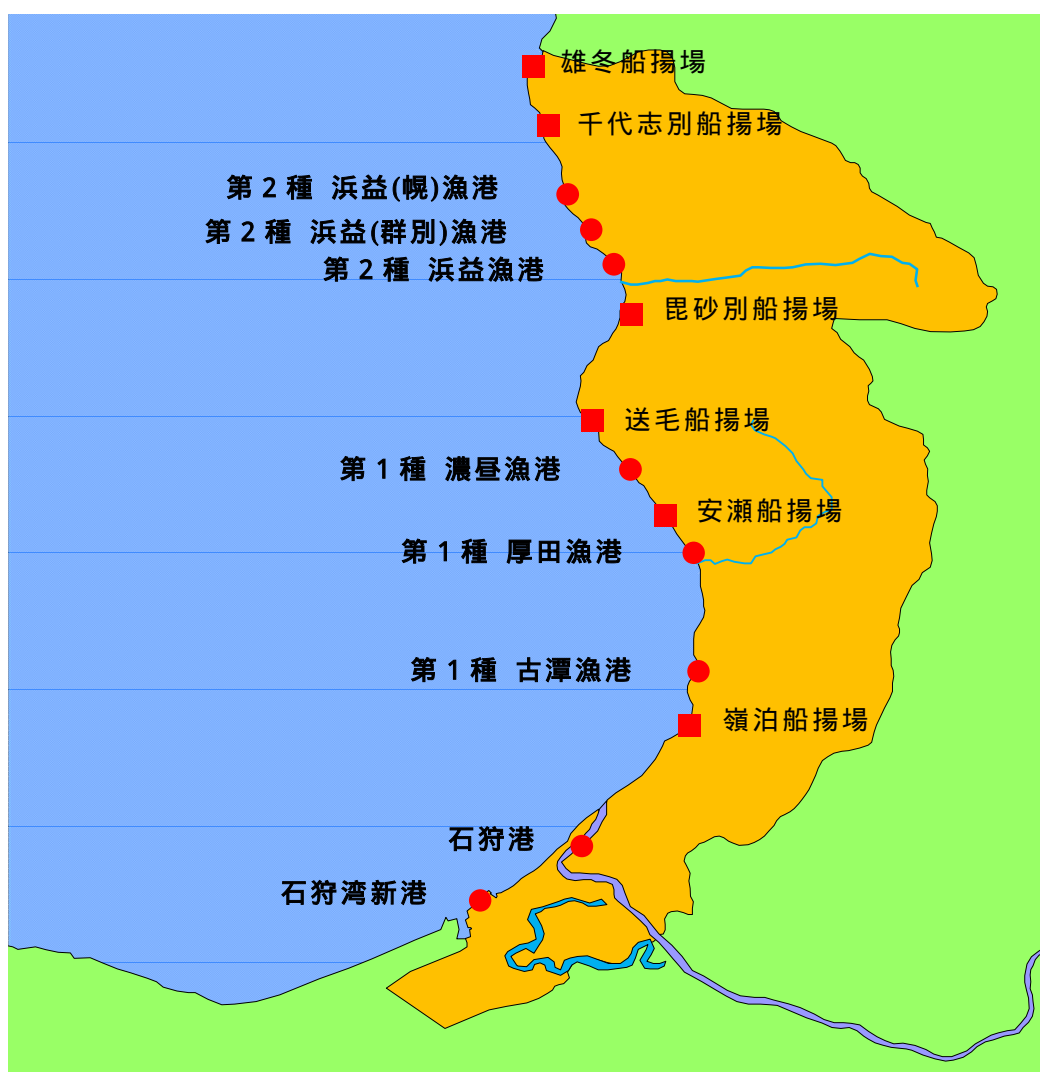 雄冬船揚場
千代志別船揚場
第2種 浜益(幌)漁港
第2種 浜益(群別)漁港
第2種 浜益漁港
毘砂別船揚場
送毛船揚場
第1種 濃昼漁港
安瀬船揚場
第1種 厚田漁港
第1種 古潭漁港
嶺泊船揚場
石狩港
石狩湾新港